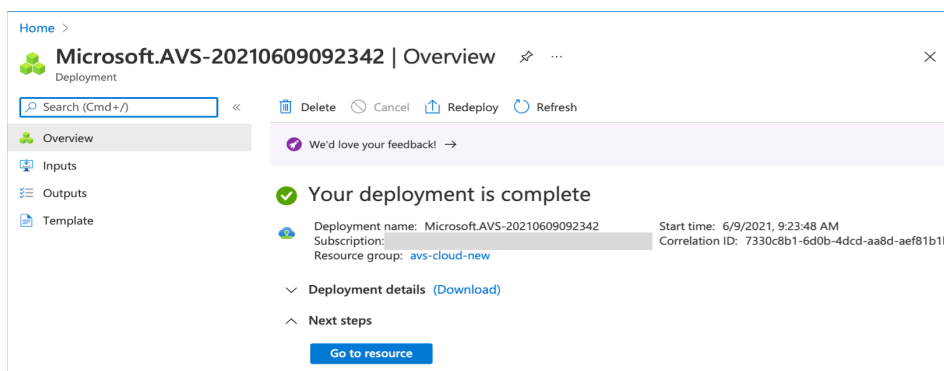 Home >
Microsoft.AVS-20210609092342 | Overview ...
Deployment
Search (Cmd+/) «
Delete Cancel Redeploy Refresh
Overview
We'd love your feedback! →
Inputs
Outputs
Your deployment is complete
Template
Deployment name: Microsoft.AVS-20210609092342 Start time: 6/9/2021, 9:23:48 AM
Subscription: Correlation ID: 7330c8b1-6d0b-4dcd-aa8d-aef81b1
Resource group: avs-cloud-new
Deployment details (Download)
Next steps
Go to resource